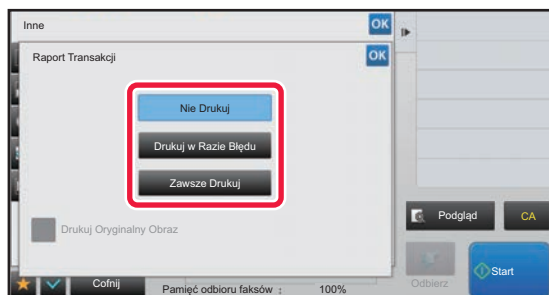 Inne
OK
Raport Transakcji
OK
Nie Drukuj
Drukuj w Razie Błędu
Zawsze Drukuj
Drukuj Oryginalny Obraz
Podgląd
CA
Cofnij
Pamięć odbioru faksów : 100%
Odbierz
Start